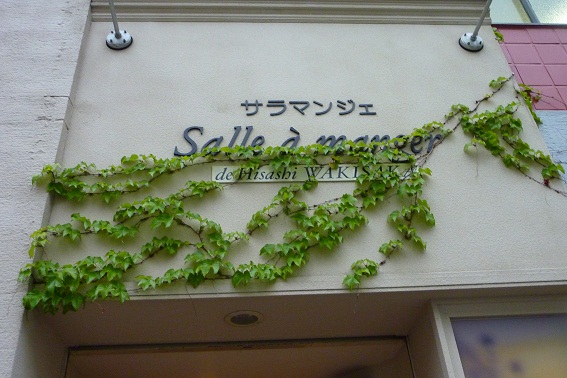 サラマンジェ
Salle à manger
de Hisashi WAKISAKA